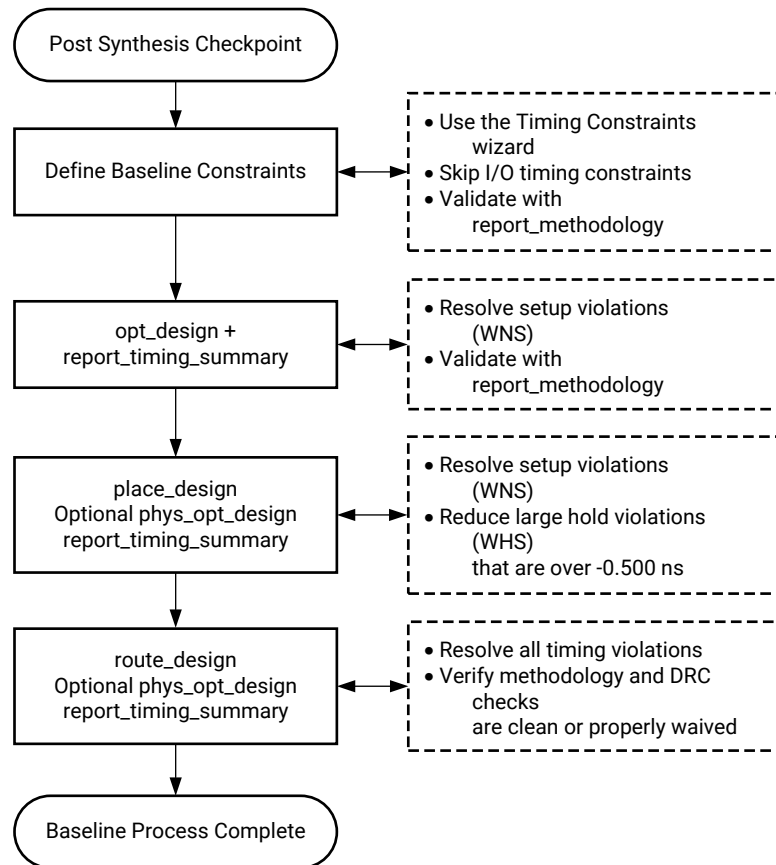 Post Synthesis Checkpoint
Define Baseline Constraints
• Use the Timing Constraints
wizard
• Skip I/O timing constraints
• Validate with
report_methodology
opt_design +
report_timing_summary
• Resolve setup violations
(WNS)
• Validate with
report_methodology
place_design
Optional phys_opt_design
report_timing_summary
• Resolve setup violations
(WNS)
• Reduce large hold violations
(WHS)
that are over -0.500 ns
route_design
Optional phys_opt_design
report_timing_summary
• Resolve all timing violations
• Verify methodology and DRC
checks
are clean or properly waived
Baseline Process Complete